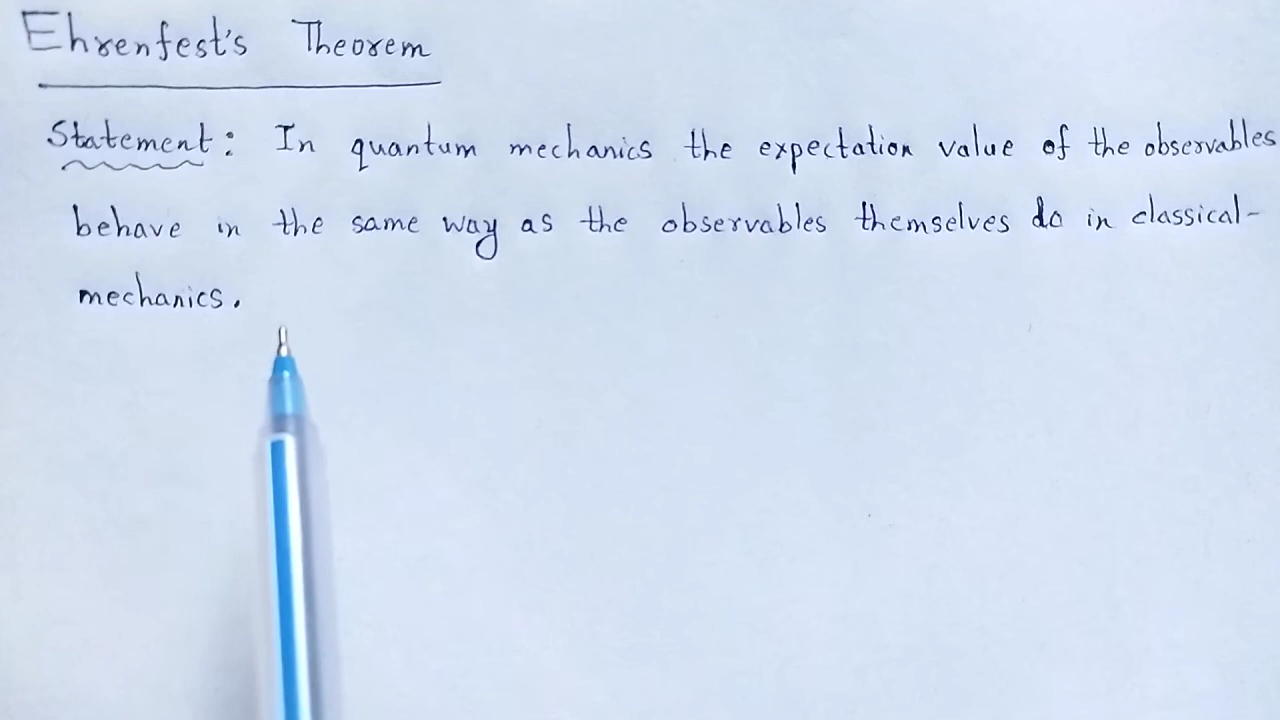 Ehrenfest's Theorem
Statement: In quantum mechanics the expectation value of the observables
behave in the same way as the observables themselves do in classical-
mechanics.